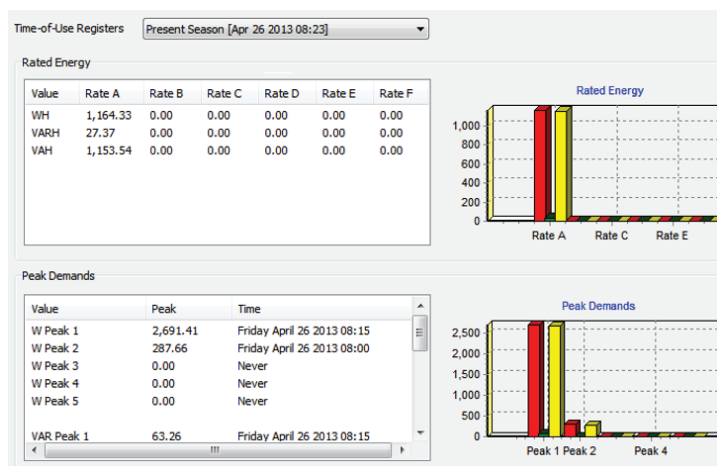 Time-of-Use Registers Present Season [Apr 26 2013 08:23]
Rated Energy
Value Rate A Rate B Rate C Rate D Rate E Rate F
WH 1,164.33 0.00 0.00 0.00 0.00 0.00
VARH 27.37 0.00 0.00 0.00 0.00 0.00
VAH 1,153.54 0.00 0.00 0.00 0.00 0.00
Rated Energy
1,000
800
600
400
200
0
Rate A Rate C Rate E
Peak Demands
Value Peak Time
W Peak 1 2,691.41 Friday April 26 2013 08:15
W Peak 2 287.66 Friday April 26 2013 08:00
W Peak 3 0.00 Never
W Peak 4 0.00 Never
W Peak 5 0.00 Never
VAR Peak 1 63.26 Friday April 26 2013 08:15
Peak Demands
2,500
2,000
1,500
1,000
500
0
Peak 1 Peak 2 Peak 4